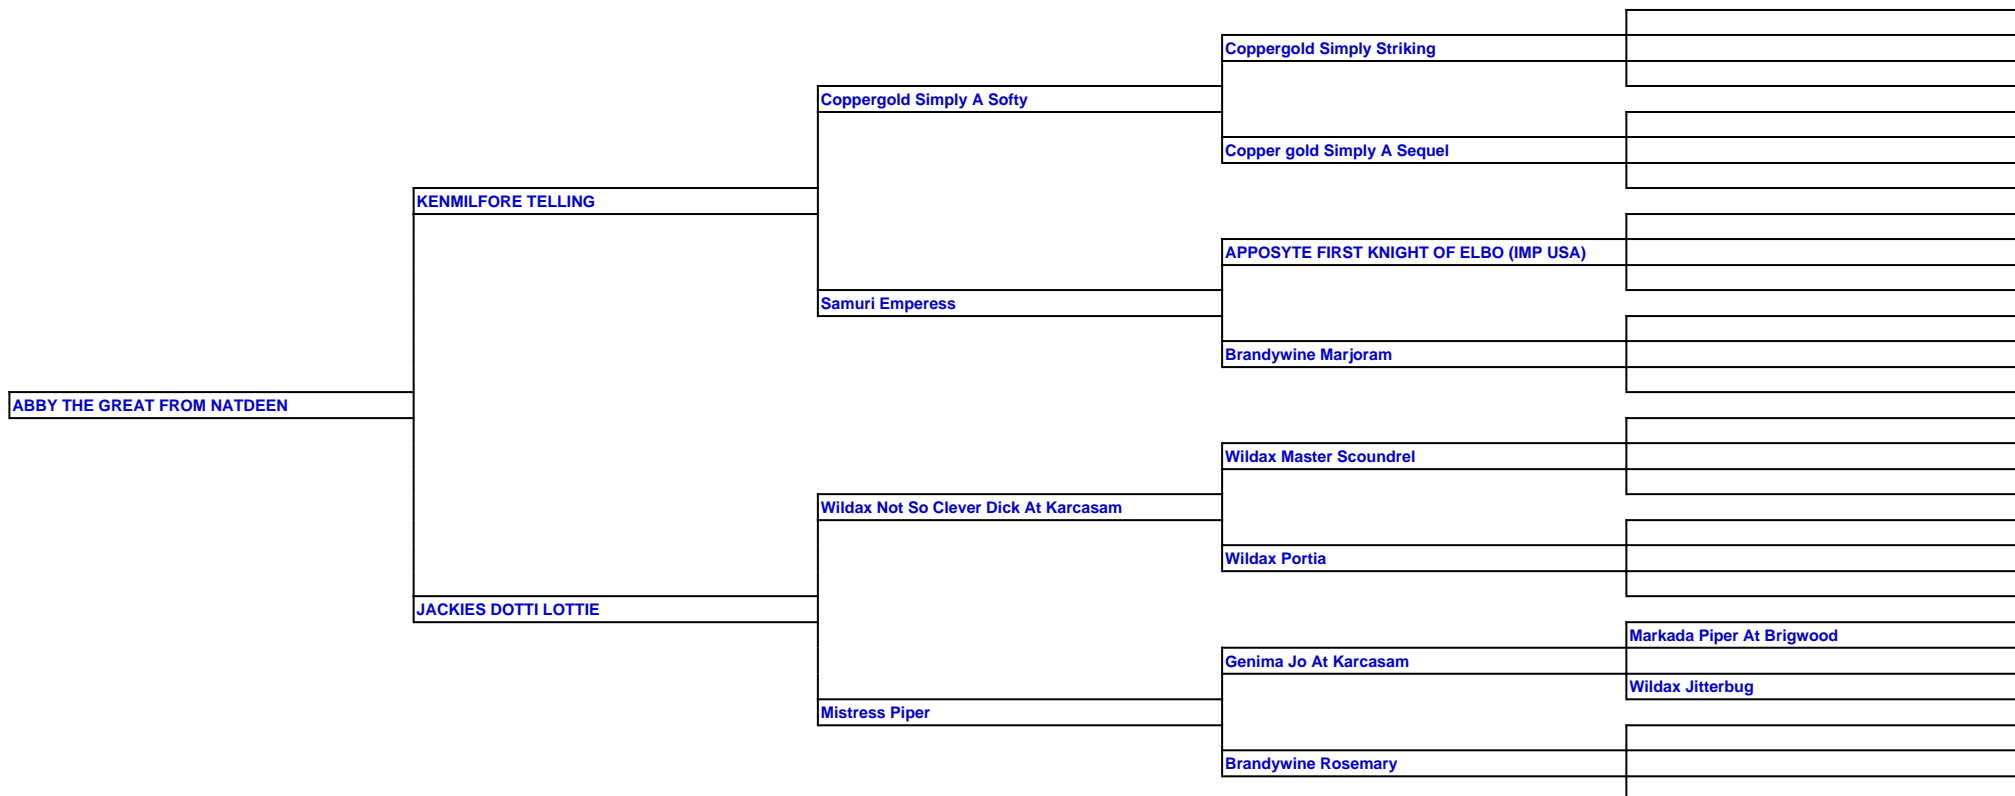 Coppergold Simply Striking
Coppergold Simply A Softy
Copper gold Simply A Sequel
KENMILFORE TELLING
APPOSYTE FIRST KNIGHT OF ELBO (IMP USA)
Samuri Emperess
Brandywine Marjoram
ABBY THE GREAT FROM NATDEEN
Wildax Master Scoundrel
Wildax Not So Clever Dick At Karcasam
Wildax Portia
JACKIES DOTTI LOTTIE
Markada Piper At Brigwood
Genima Jo At Karcasam
Wildax Jitterbug
Mistress Piper
Brandywine Rosemary